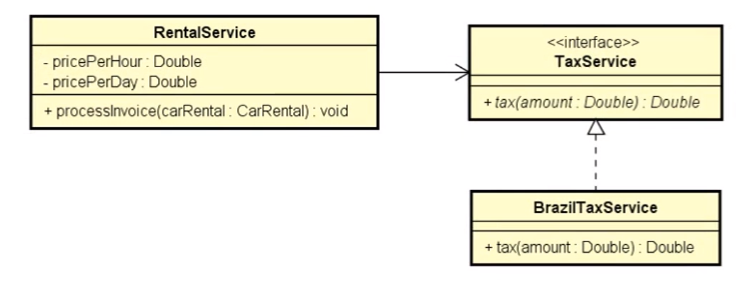 RentalService
- pricePerHour : Double
- pricePerDay : Double
+ processInvoice(carRental : CarRental) : void
<<interface>>
TaxService
+ tax(amount : Double) : Double
BrazilTaxService
+ tax(amount : Double) : Double